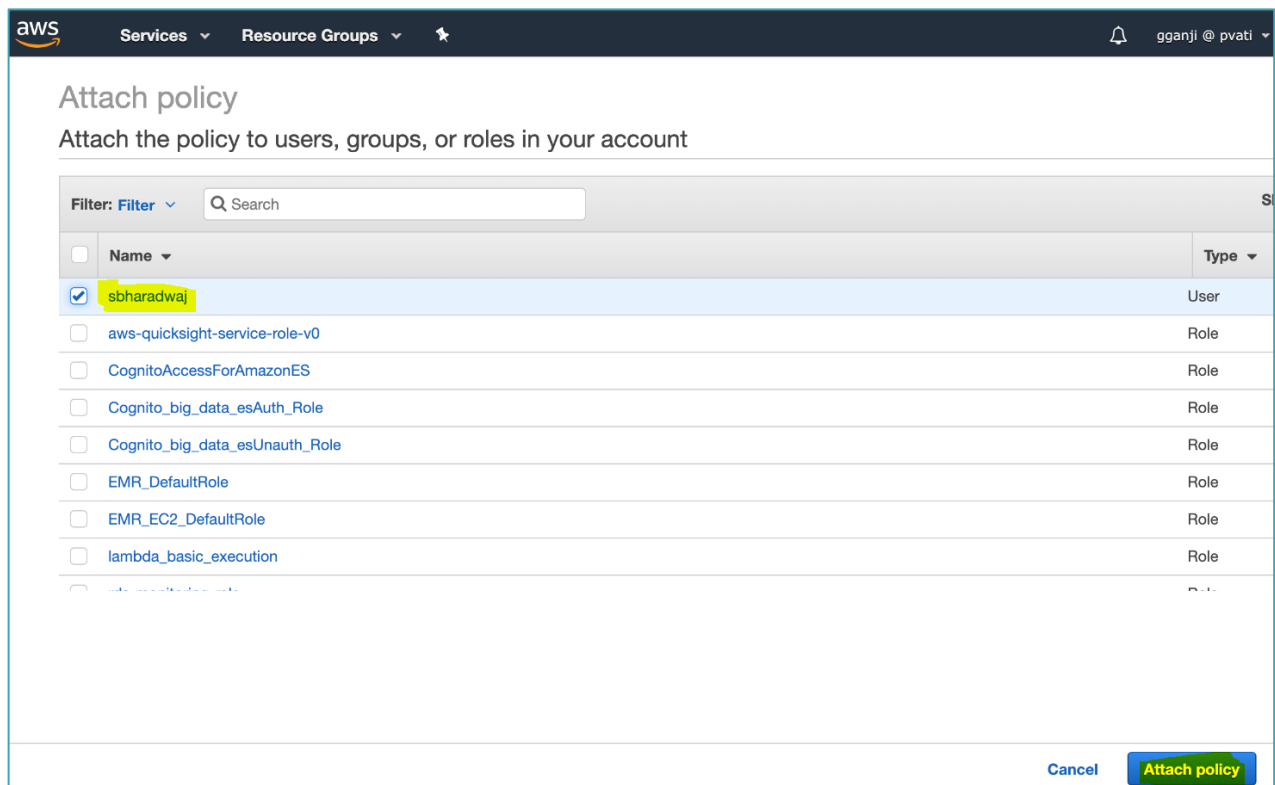 aws Services Resource Groups gganji @ pvati
Attach policy
Attach the policy to users, groups, or roles in your account
Filter: Filter Search
Name Type
sbharadwaj User
aws-quicksight-service-role-v0 Role
CognitoAccessForAmazonES Role
Cognito_big_data_esAuth_Role Role
Cognito_big_data_esUnauth_Role Role
EMR_DefaultRole Role
EMR_EC2_DefaultRole Role
lambda_basic_execution Role
Cancel Attach policy